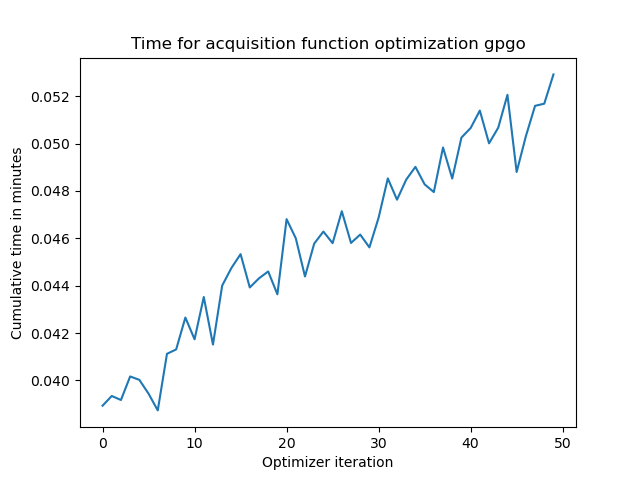 Time for acquisition function optimization gpgo
Cumulative time in minutes
0.052
0.050
0.048
0.046
0.044
0.042
0.040
0 10 20 30 40 50
Optimizer iteration